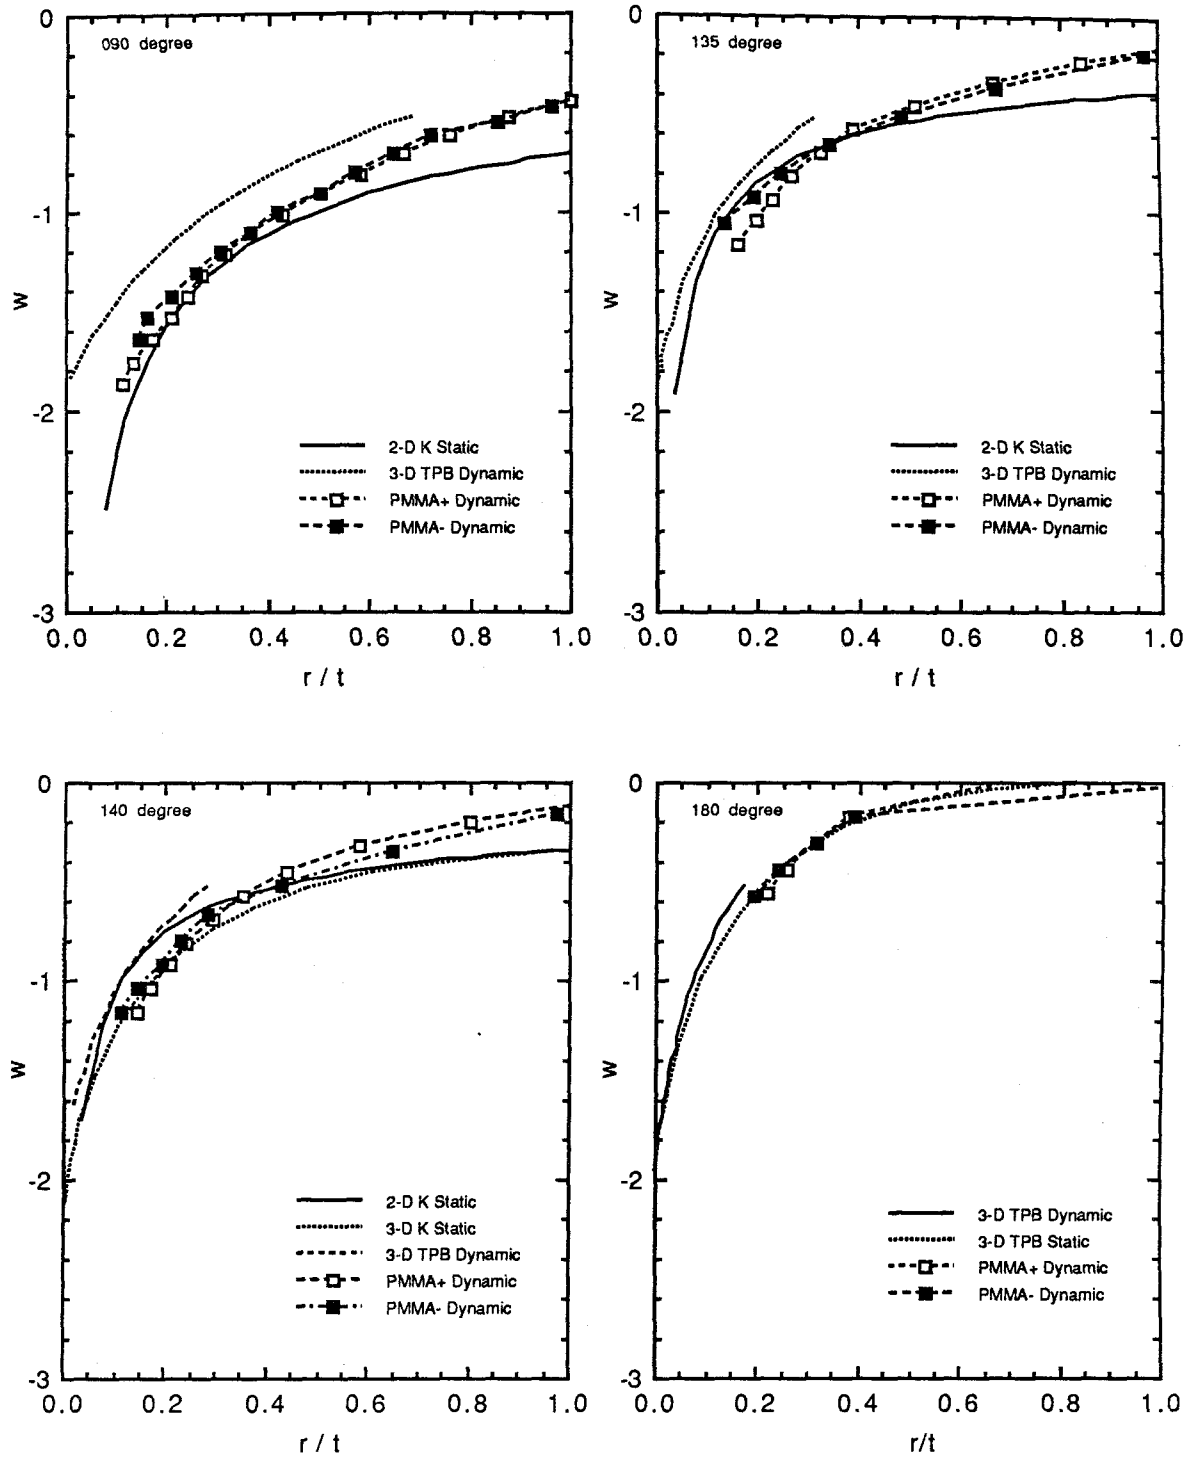 090 degree
0
-1
-2
-3
w
2-D K Static
3-D TPB Dynamic
PMMA+ Dynamic
PMMA- Dynamic
0.0 0.2 0.4 0.6 0.8 1.0
r / t
135 degree
0
-1
-2
-3
w
2-D K Static
3-D TPB Dynamic
PMMA+ Dynamic
PMMA- Dynamic
0.0 0.2 0.4 0.6 0.8 1.0
r / t
140 degree
0
-1
-2
-3
w
2-D K Static
3-D K Static
3-D TPB Dynamic
PMMA+ Dynamic
PMMA- Dynamic
0.0 0.2 0.4 0.6 0.8 1.0
r / t
180 degree
0
-1
-2
-3
w
3-D TPB Dynamic
3-D TPB Static
PMMA+ Dynamic
PMMA- Dynamic
0.0 0.2 0.4 0.6 0.8 1.0
r/t